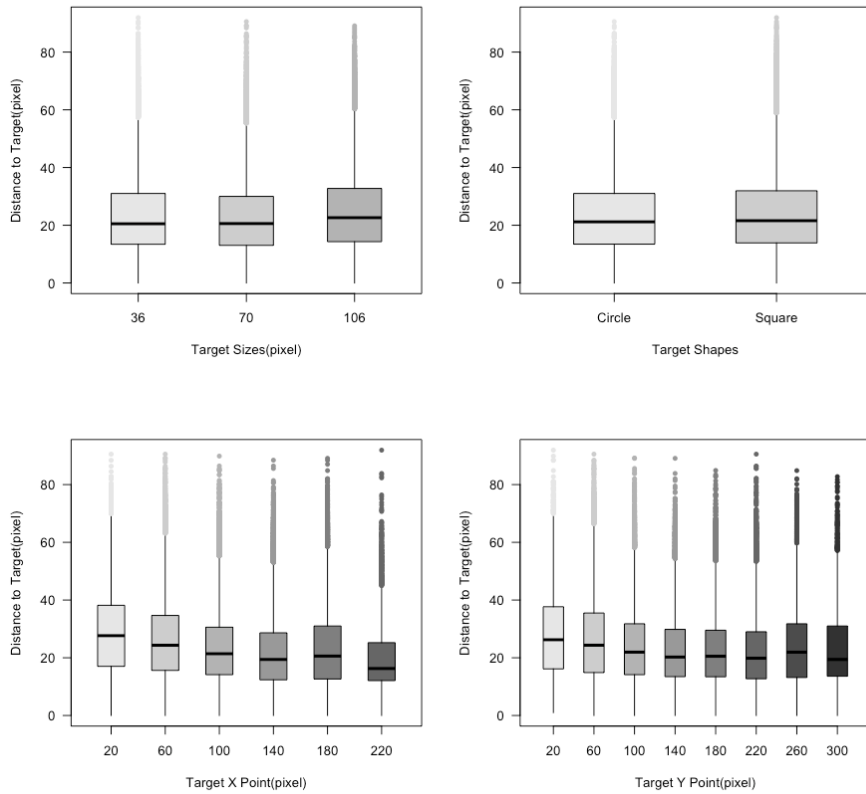 Distance to Target(pixel)
80
60
40
20
0
36 70 106
Target Sizes(pixel)
Distance to Target(pixel)
80
60
40
20
0
Circle Square
Target Shapes
Distance to Target(pixel)
80
60
40
20
0
20 60 100 140 180 220
Target X Point(pixel)
Distance to Target(pixel)
80
60
40
20
0
20 60 100 140 180 220 260 300
Target Y Point(pixel)